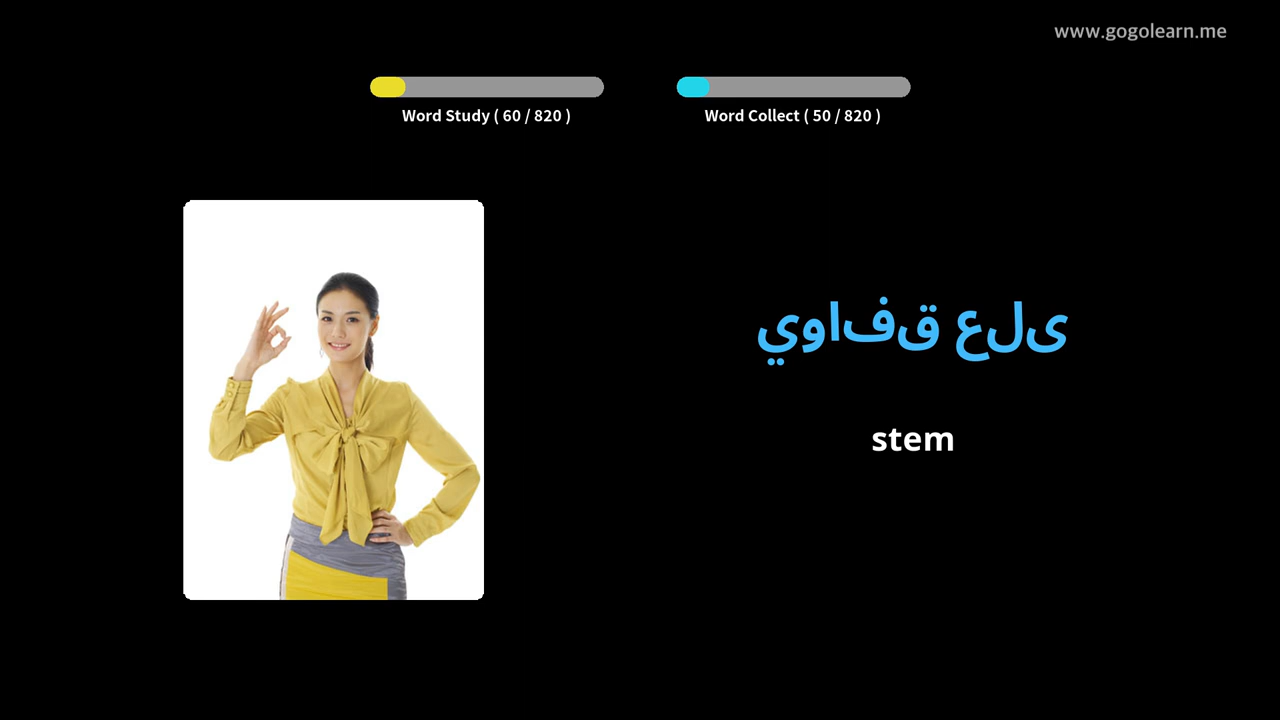 www.gogolearn.me
Word Study ( 60 / 820 )
Word Collect ( 50 / 820 )
يوافق على
stem